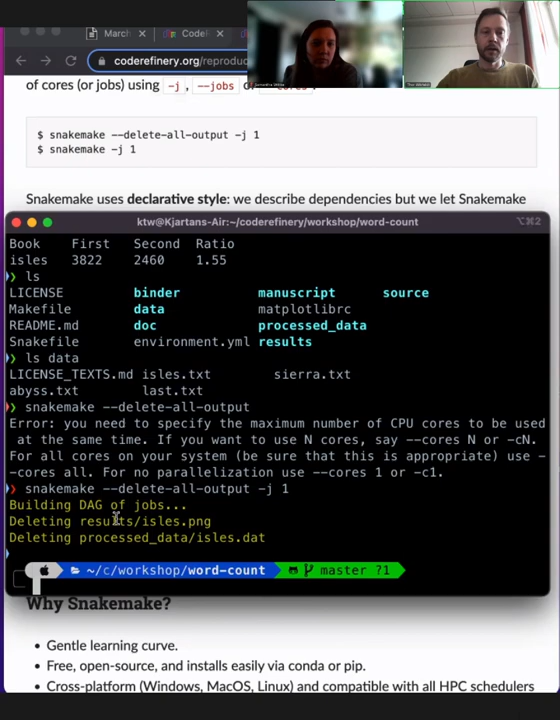 March
CodeR
coderefinery.org/reproduc
of cores (or jobs) using -j, --jobs
$ snakemake --delete-all-output -j 1
$ snakemake -j 1
Snakemake uses declarative style: we describe dependencies but we let Snakemake
ktw@Kjartans-Air:~/coderefinery/workshop/word-count
⌥⌘2
Book First Second Ratio
isles 3822 2460 1.55
❯ ls
LICENSE binder manuscript source
Makefile data matplotlibrc
README.md doc processed_data
Snakefile environment.yml results
❯ ls data
LICENSE_TEXTS.md isles.txt sierra.txt
abyss.txt last.txt
❯ snakemake --delete-all-output
Error: you need to specify the maximum number of CPU cores to be used
at the same time. If you want to use N cores, say --cores N or -cN.
For all cores on your system (be sure that this is appropriate) use -
-cores all. For no parallelization use --cores 1 or -c1.
❯ snakemake --delete-all-output -j 1
Building DAG of jobs...
Deleting results/isles.png
Deleting processed_data/isles.dat
~/c/workshop/word-count master ?1
Why Snakemake?
• Gentle learning curve.
• Free, open-source, and installs easily via conda or pip.
• Cross-platform (Windows, MacOS, Linux) and compatible with all HPC schedulers